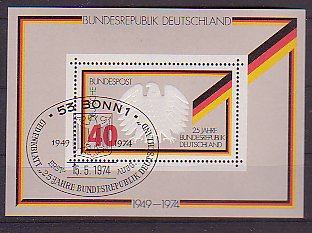 BUNDESREPUBLIK DEUTSCHLAND
DEUTSCHE BUNDESPOST
40
25 JAHRE
BUNDESREPUBLIK
DEUTSCHLAND
53 BONN 1
1949 1974
15.5.1974
25 JAHRE BUNDESREPUBLIK DEUTSCHLAND
1949-1974